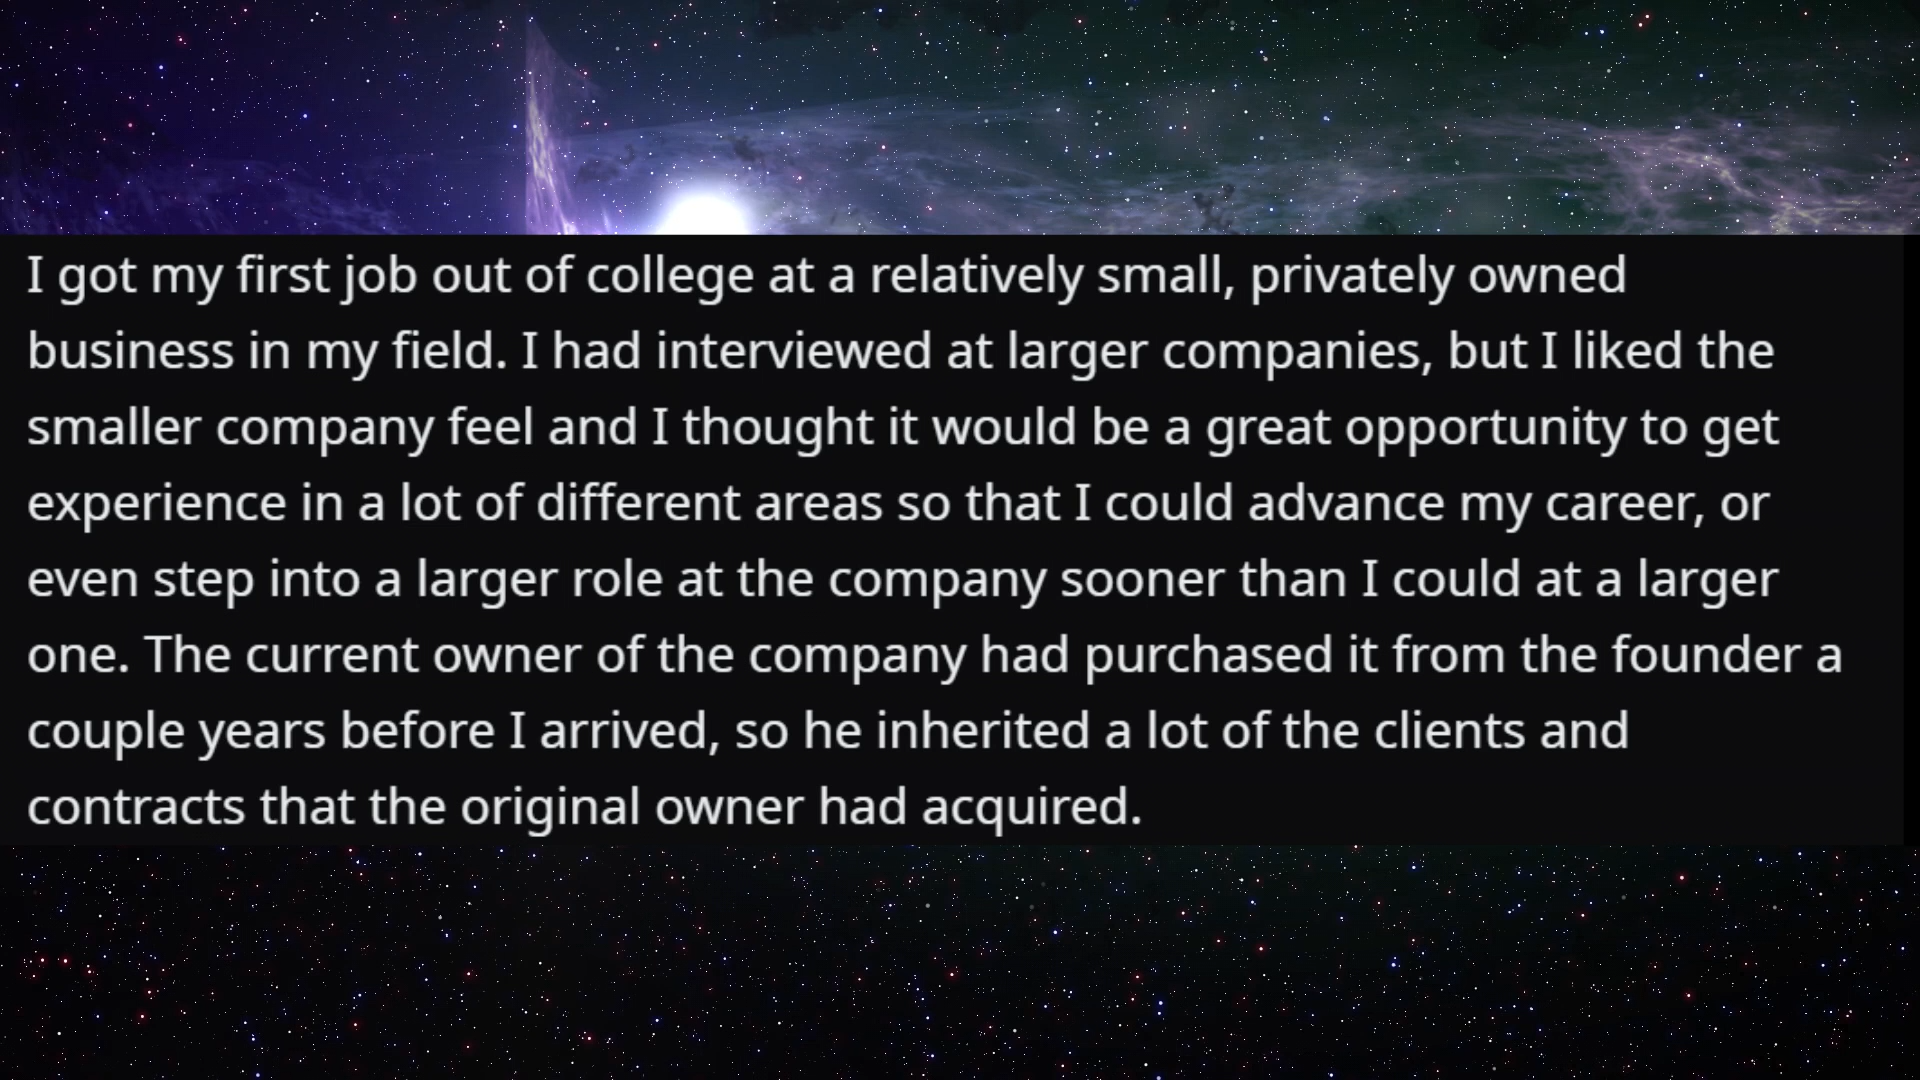 I got my first job out of college at a relatively small, privately owned
business in my field. I had interviewed at larger companies, but I liked the
smaller company feel and I thought it would be a great opportunity to get
experience in a lot of different areas so that I could advance my career, or
even step into a larger role at the company sooner than I could at a larger
one. The current owner of the company had purchased it from the founder a
couple years before I arrived, so he inherited a lot of the clients and
contracts that the original owner had acquired.